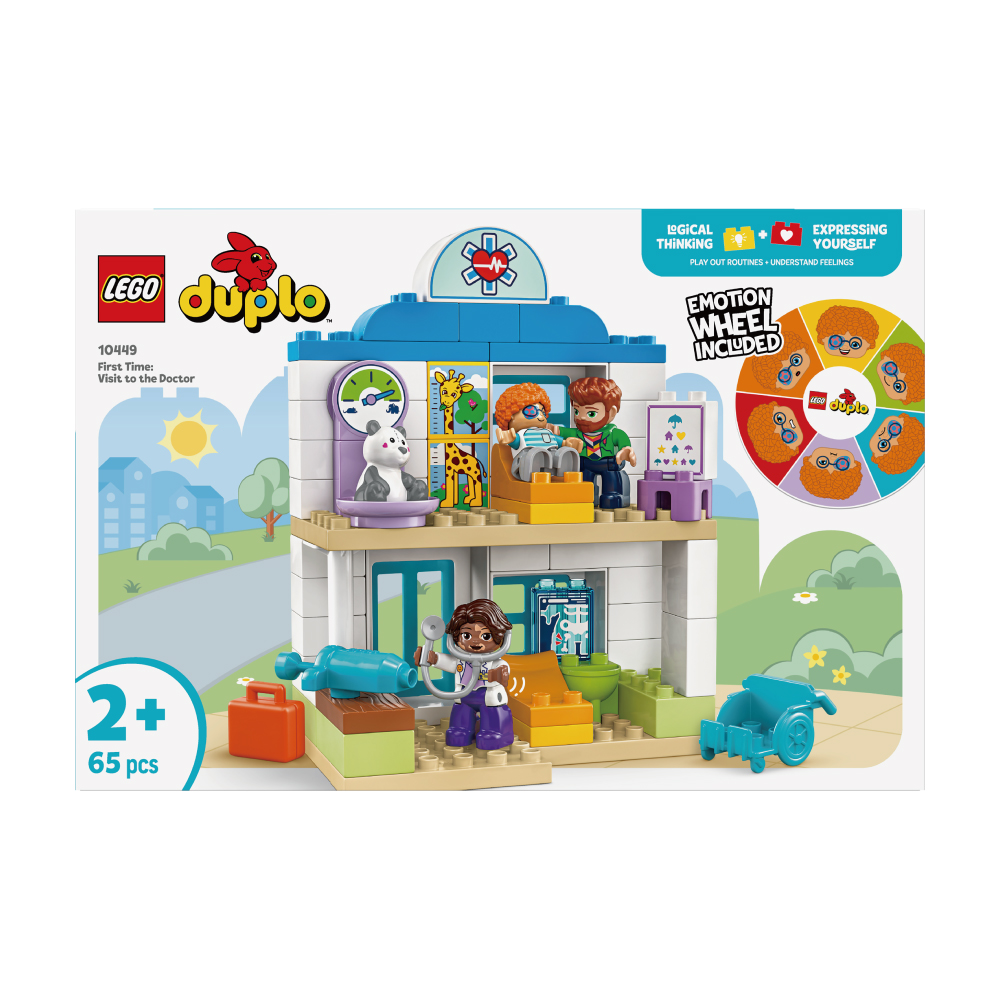 LEGO
duplo
™
10449
First Time:
Visit to the Doctor
LOGICAL
THINKING
+
EXPRESSING
YOURSELF
PLAY OUT ROUTINES + UNDERSTAND FEELINGS
EMOTION
WHEEL
INCLUDED
LEGO duplo
2+
65 pcs